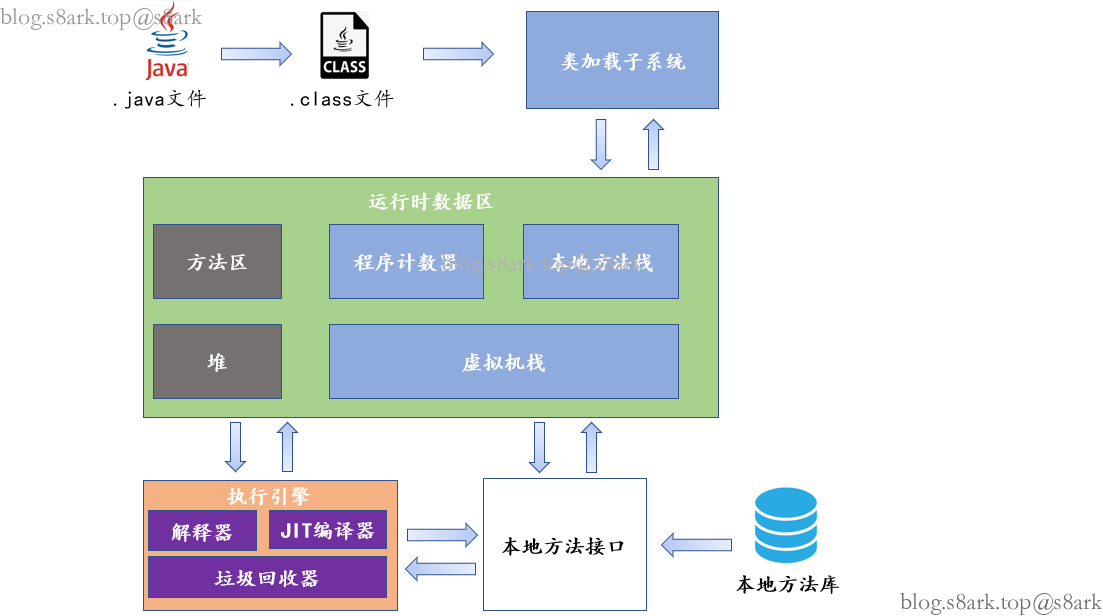 blog.s8ark.top@s8ark
Java
CLASS
.java文件
.class文件
类加载子系统
运行时数据区
方法区
程序计数器
本地方法栈
blog.s8ark.top@s8ark
堆
虚拟机栈
执行引擎
解释器
JIT编译器
垃圾回收器
本地方法接口
本地方法库
blog.s8ark.top@s8ark